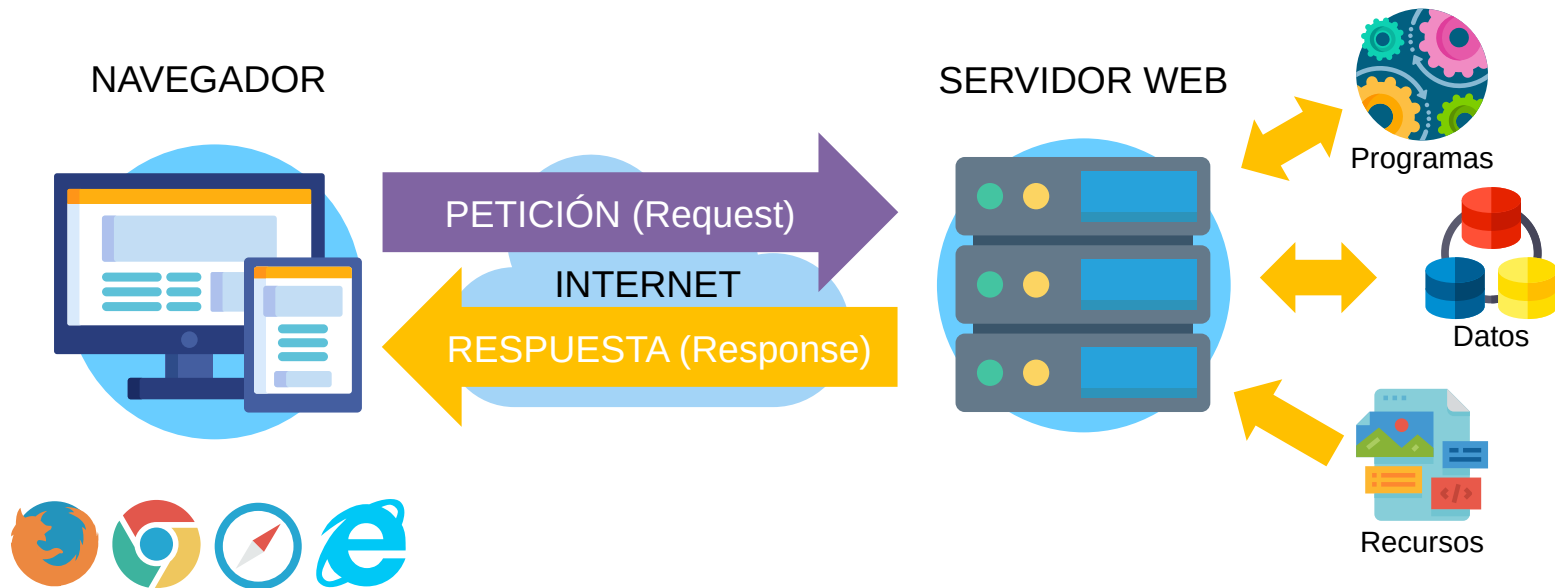 NAVEGADOR
SERVIDOR WEB
Programas
PETICIÓN (Request)
INTERNET
RESPUESTA (Response)
Datos
</>
Recursos